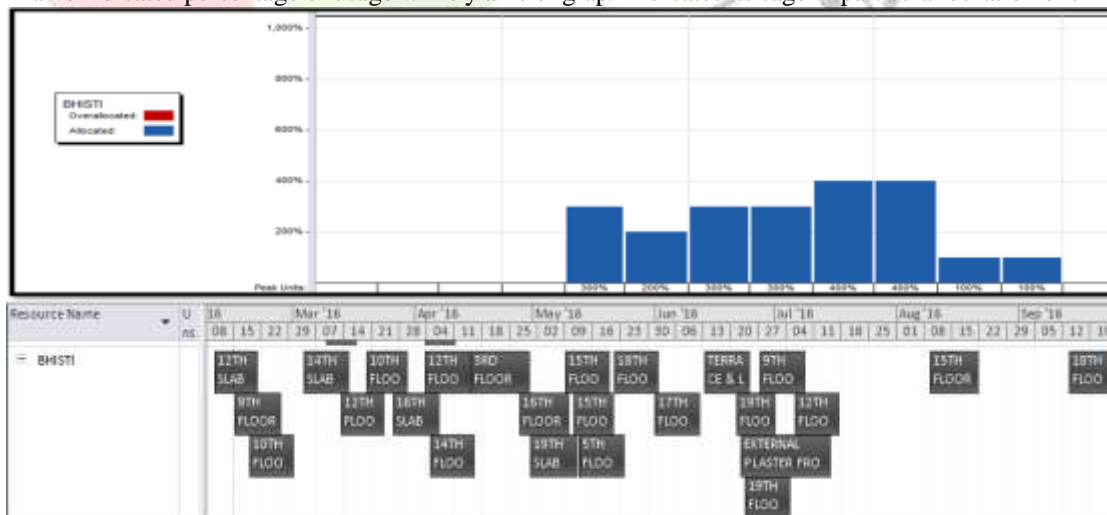 1,000%
800%
BHISTI
Overallocated:
Allocated:
600%
400%
200%
Peak Units: 300% 200% 300% 300% 400% 400% 100% 100%
Resource Name U 16 Mar '16 Apr '16 May '16 Jun '16 Jul '16 Aug '16 Sep '16
ns 08 15 22 29 07 14 21 28 04 11 18 25 02 09 16 23 30 06 13 20 27 04 11 18 25 01 08 15 22 29 05 12 19
BHISTI 12TH 14TH 10TH 12TH 3RD 15TH 18TH TERRA 9TH 15TH 18TH
SLAB SLAB FLOO FLOO FLOOR FLOO FLOO CE & L FLOO FLOOR FLOO
9TH 12TH 16TH 16TH 15TH 17TH 19TH 12TH
FLOOR FLOO SLAB FLOOR FLOO FLOO FLOO FLOO
10TH 14TH 19TH 5TH EXTERNAL
FLOO FLOO SLAB FLOO PLASTER FRO
19TH
FLOO